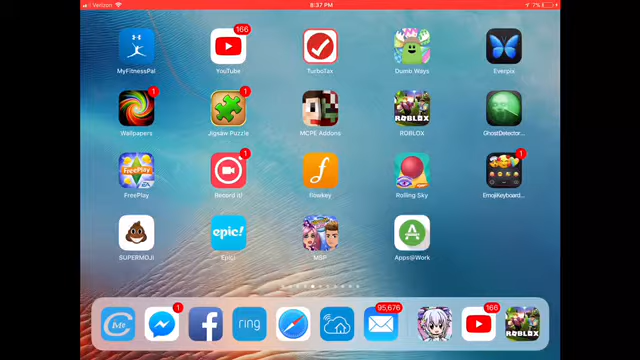 Verizon
8:37 PM
7%
166
MyFitnessPal
YouTube
TurboTax
Dumb Ways
Everpix
1
1
Wallpapers
Jigsaw Puzzle
MCPE Addons
ROBLOX
GhostDetector...
FreePlay
EA
1
1
FreePlay
Record it!
flowkey
Rolling Sky
EmojiKeyboard...
epic!
SUPERMOJI
Epic!
MSP
Apps@Work
1
ring
95,676
166